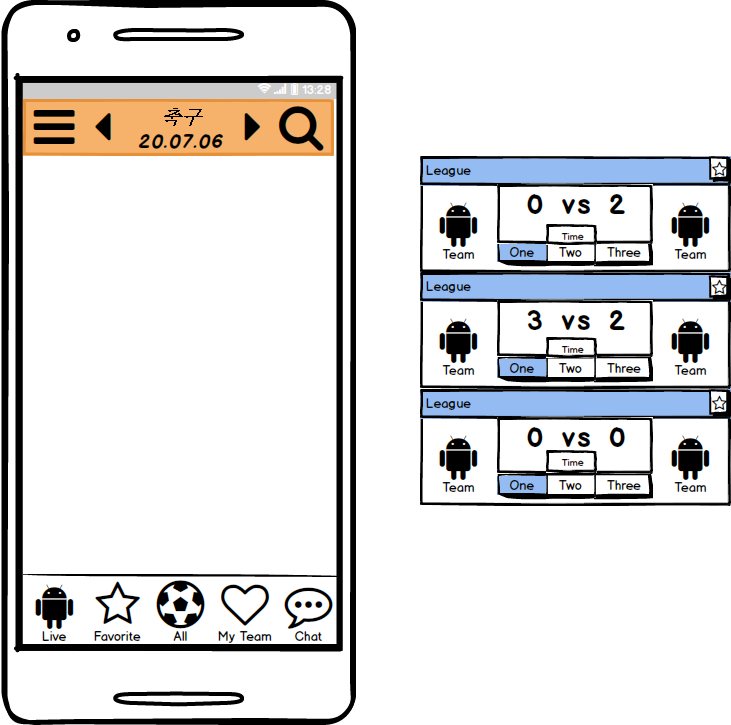 13:28
축구
20.07.06
Live Favorite All My Team Chat
League
0 vs 2
Time
Team One Two Three Team
League
3 vs 2
Time
One Two Three
Team Team
League
0 vs 0
Time
One Two Three
Team Team